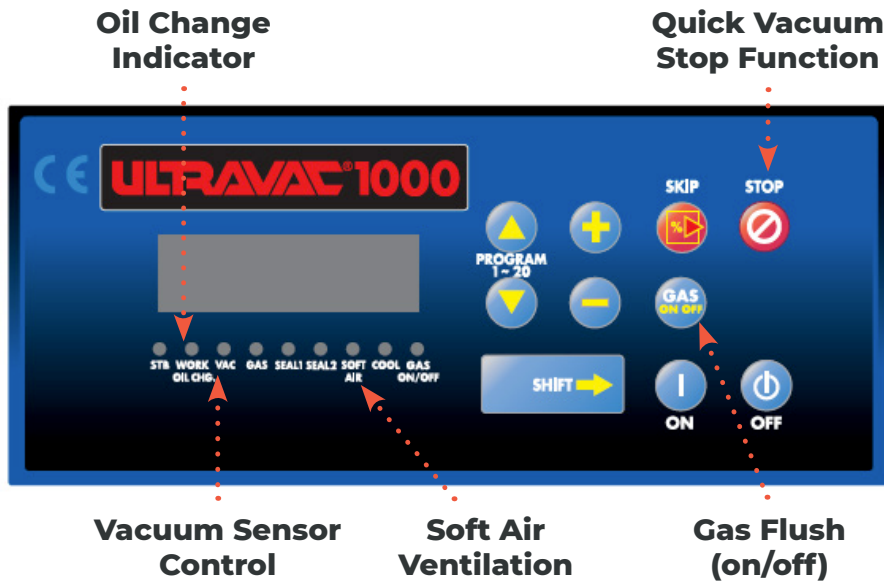 Oil Change
Indicator
Quick Vacuum
Stop Function
CE
ULTRAVAC® 1000
SKIP
STOP
%
PROGRAM
1~20
GAS
ON OFF
STB WORK VAC GAS SEAL1 SEAL2 SOFT COOL GAS
OIL CHG. AIR ON/OFF
SHIFT
ON
OFF
Vacuum Sensor
Control
Soft Air
Ventilation
Gas Flush
(on/off)